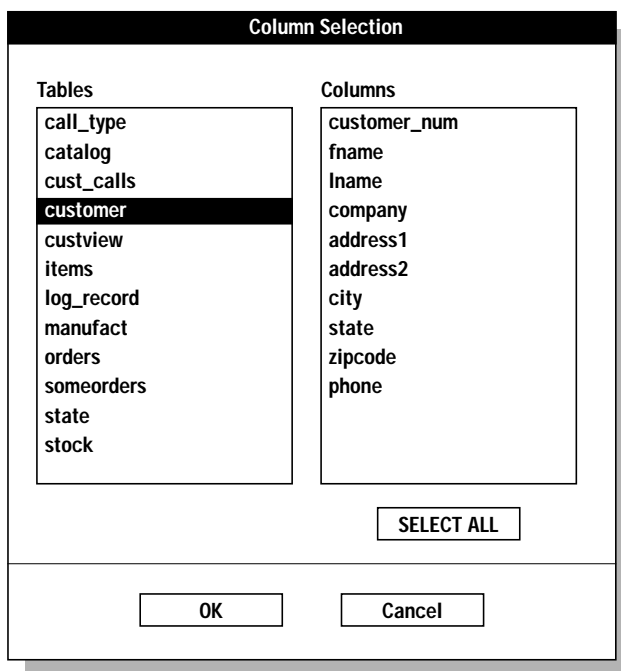 Column Selection
Tables
call_type
catalog
cust_calls
customer
custview
items
log_record
manufact
orders
someorders
state
stock
Columns
customer_num
fname
lname
company
address1
address2
city
state
zipcode
phone
SELECT ALL
OK
Cancel